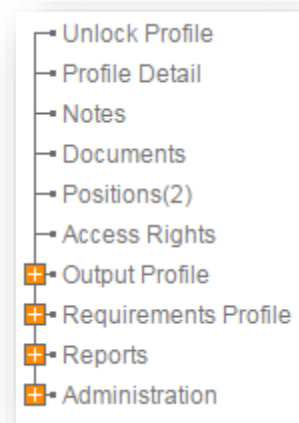 Unlock Profile
Profile Detail
Notes
Documents
Positions(2)
Access Rights
Output Profile
Requirements Profile
Reports
Administration